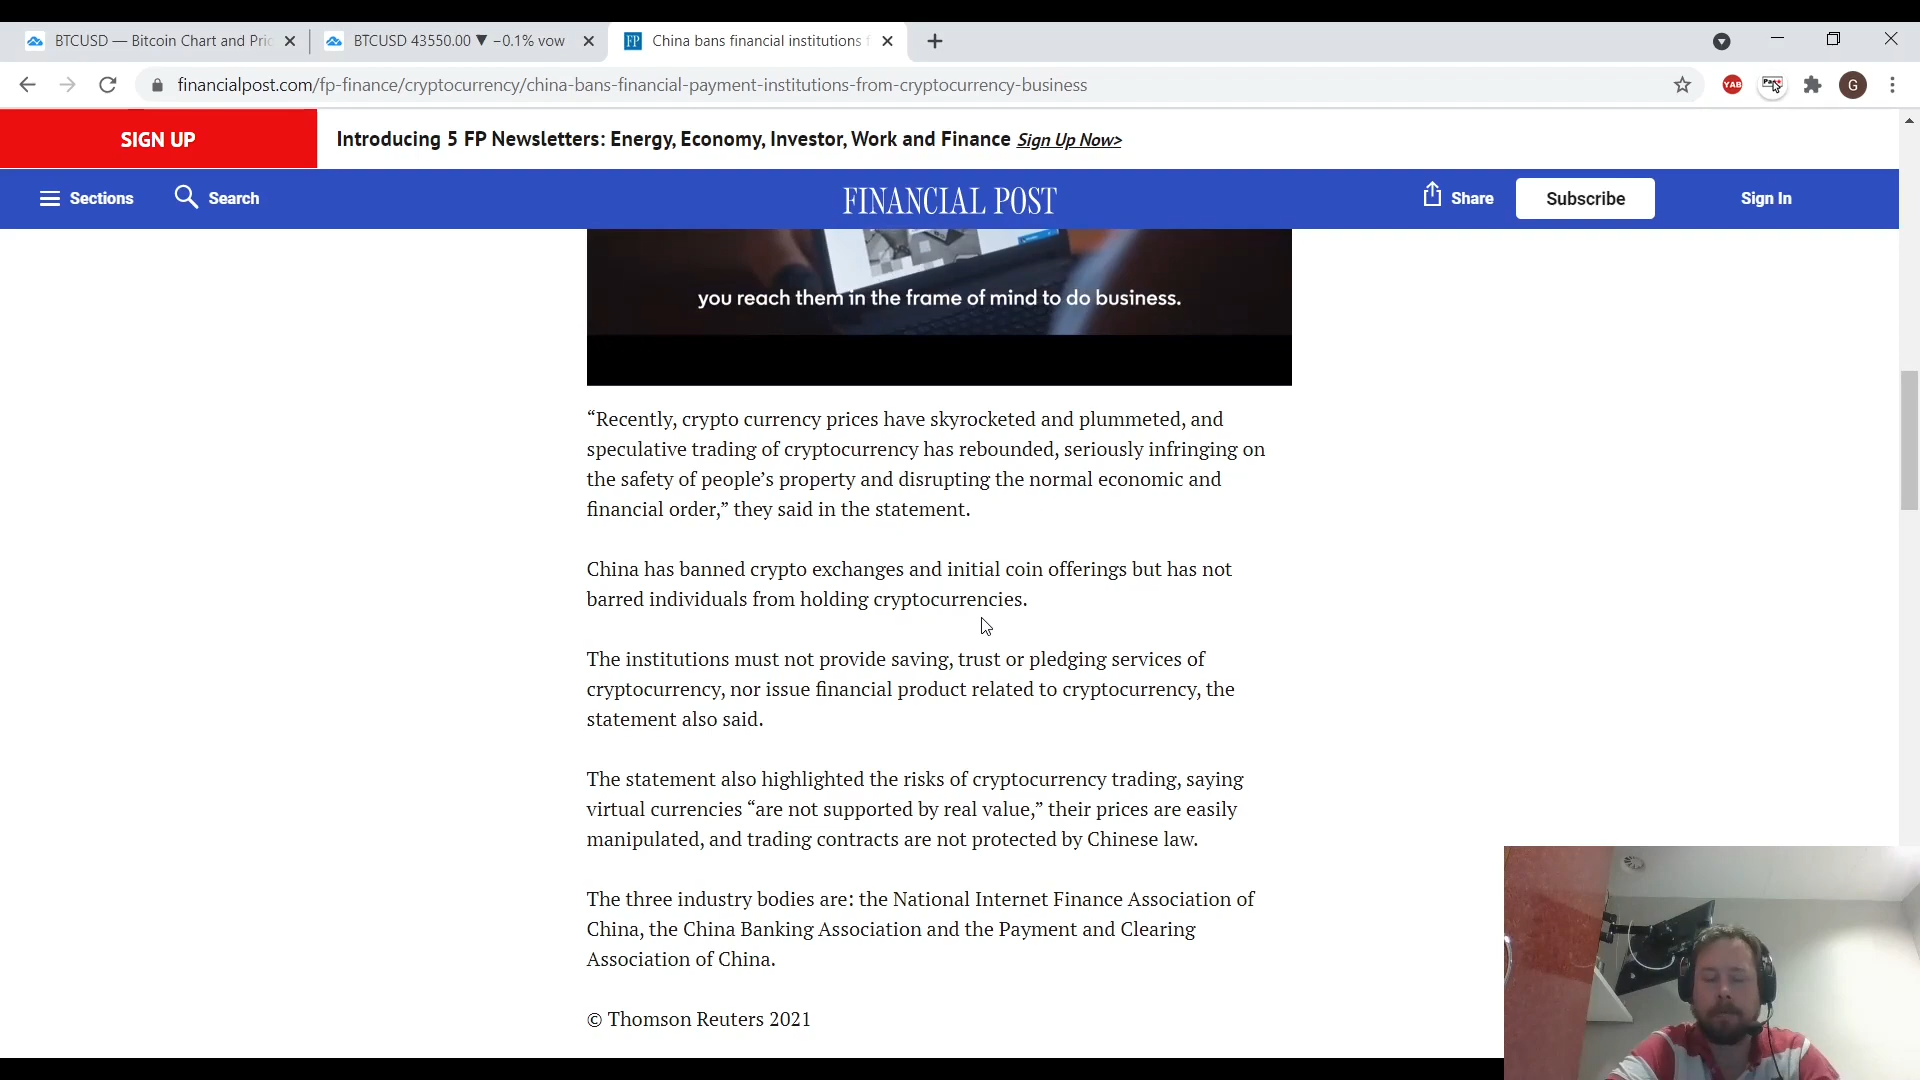 BTCUSD — Bitcoin Chart and Pric
BTCUSD 43550.00 ▼ −0.1% vow
China bans financial institutions f
financialpost.com/fp-finance/cryptocurrency/china-bans-financial-payment-institutions-from-cryptocurrency-business
YAB
G
SIGN UP
Introducing 5 FP Newsletters: Energy, Economy, Investor, Work and Finance Sign Up Now>
Sections
Search
FINANCIAL POST
Share
Subscribe
Sign In
you reach them in the frame of mind to do business.
“Recently, crypto currency prices have skyrocketed and plummeted, and
speculative trading of cryptocurrency has rebounded, seriously infringing on
the safety of people’s property and disrupting the normal economic and
financial order,” they said in the statement.
China has banned crypto exchanges and initial coin offerings but has not
barred individuals from holding cryptocurrencies.
The institutions must not provide saving, trust or pledging services of
cryptocurrency, nor issue financial product related to cryptocurrency, the
statement also said.
The statement also highlighted the risks of cryptocurrency trading, saying
virtual currencies “are not supported by real value,” their prices are easily
manipulated, and trading contracts are not protected by Chinese law.
The three industry bodies are: the National Internet Finance Association of
China, the China Banking Association and the Payment and Clearing
Association of China.
© Thomson Reuters 2021